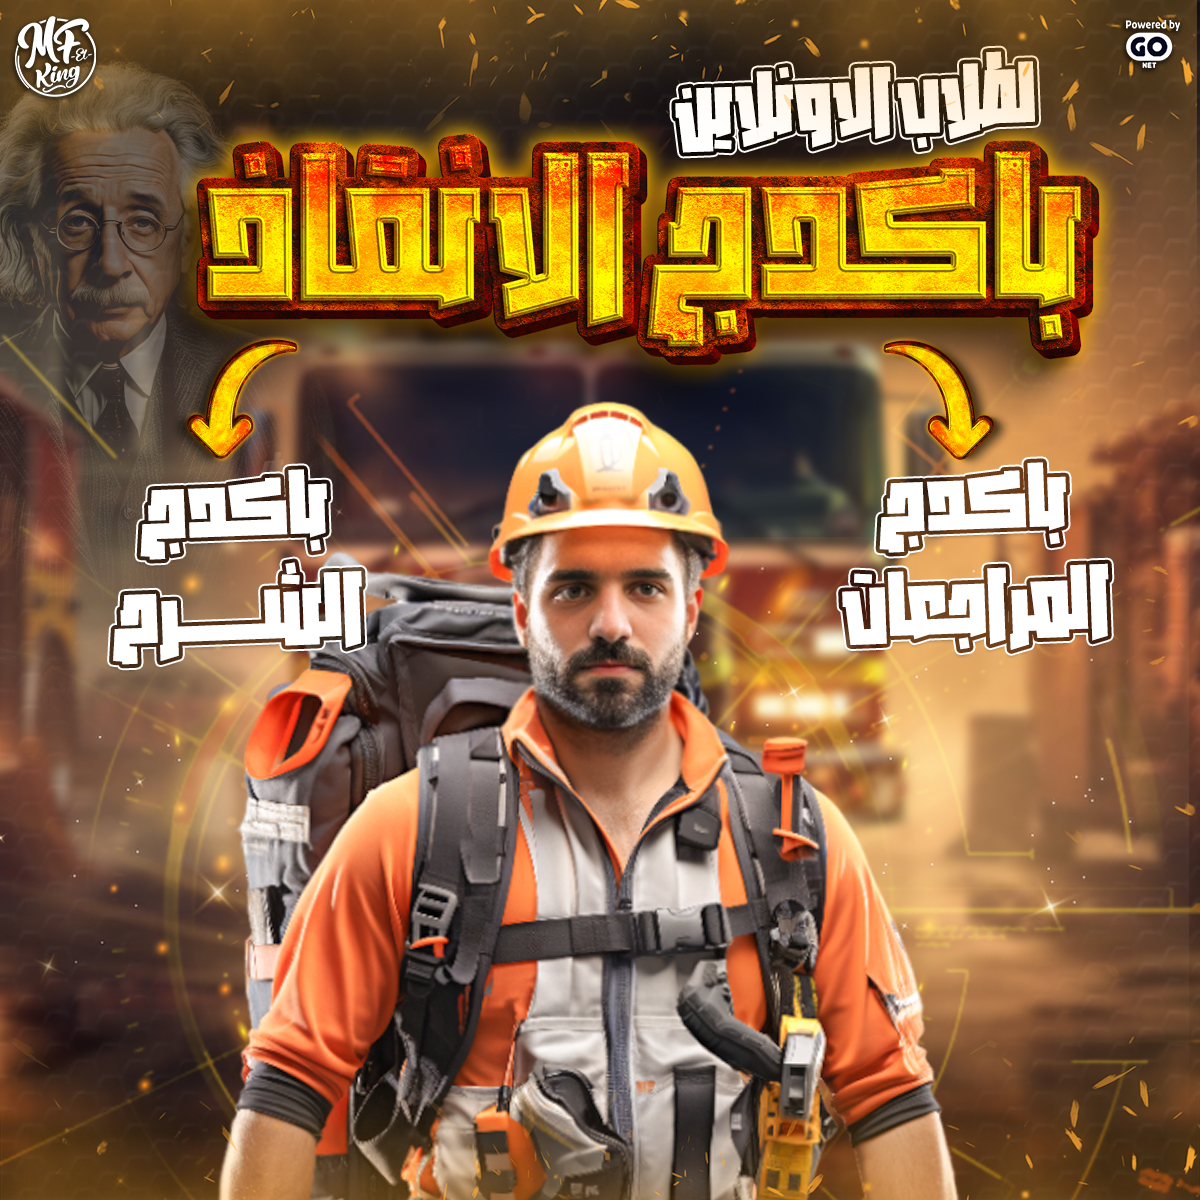 MF
El
King
Powered by
GO
NET
لطلاب الاونلاين
باكدج الانقاذ
باكدج
المراجعات
باكدج
الشرح